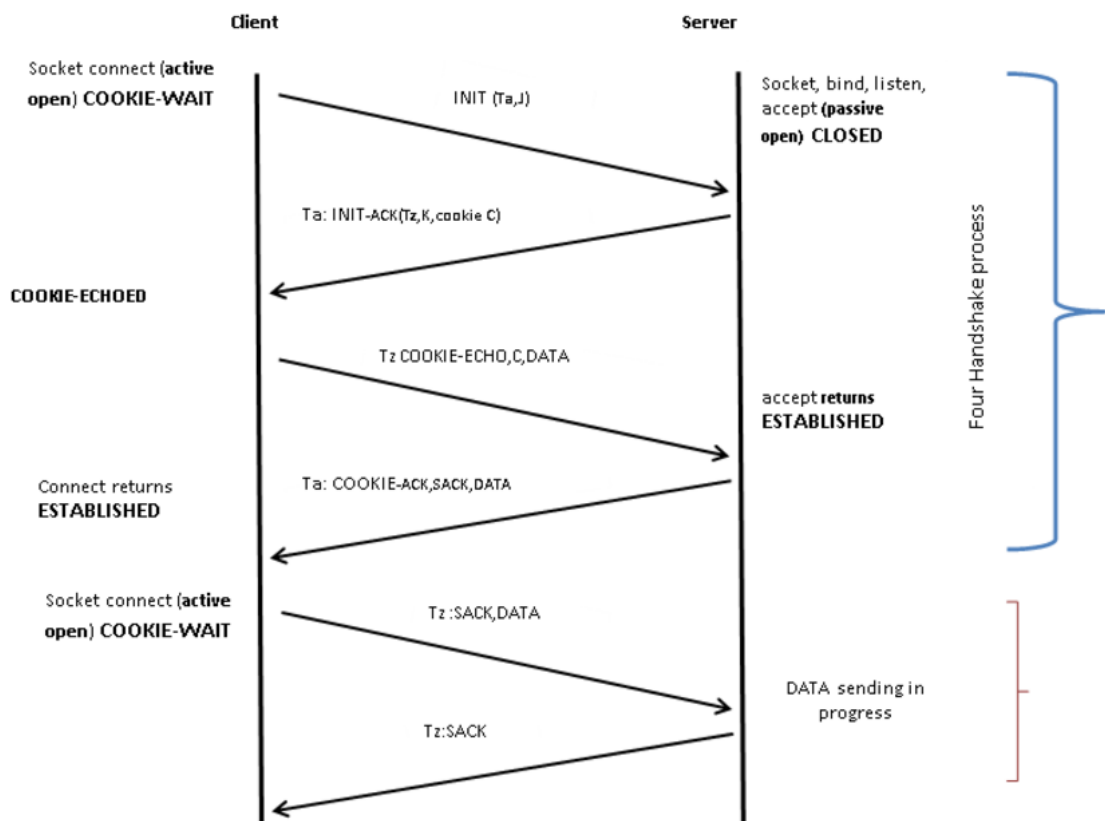 Client
Server
Socket connect (active
open) COOKIE-WAIT
INIT (Ta,J)
Socket, bind, listen,
accept (passive
open) CLOSED
Ta: INIT-ACK(Tz,K,cookie C)
COOKIE-ECHOED
Tz COOKIE-ECHO,C,DATA
accept returns
ESTABLISHED
Four Handshake process
Ta: COOKIE-ACK,SACK,DATA
Connect returns
ESTABLISHED
Socket connect (active
open) COOKIE-WAIT
Tz :SACK,DATA
DATA sending in
progress
Tz:SACK